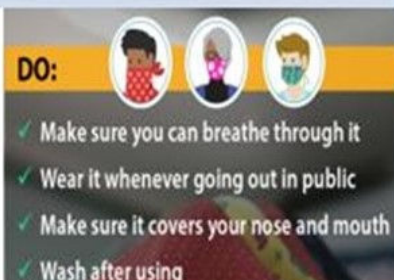 DO:
✓ Make sure you can breathe through it
✓ Wear it whenever going out in public
✓ Make sure it covers your nose and mouth
✓ Wash after using